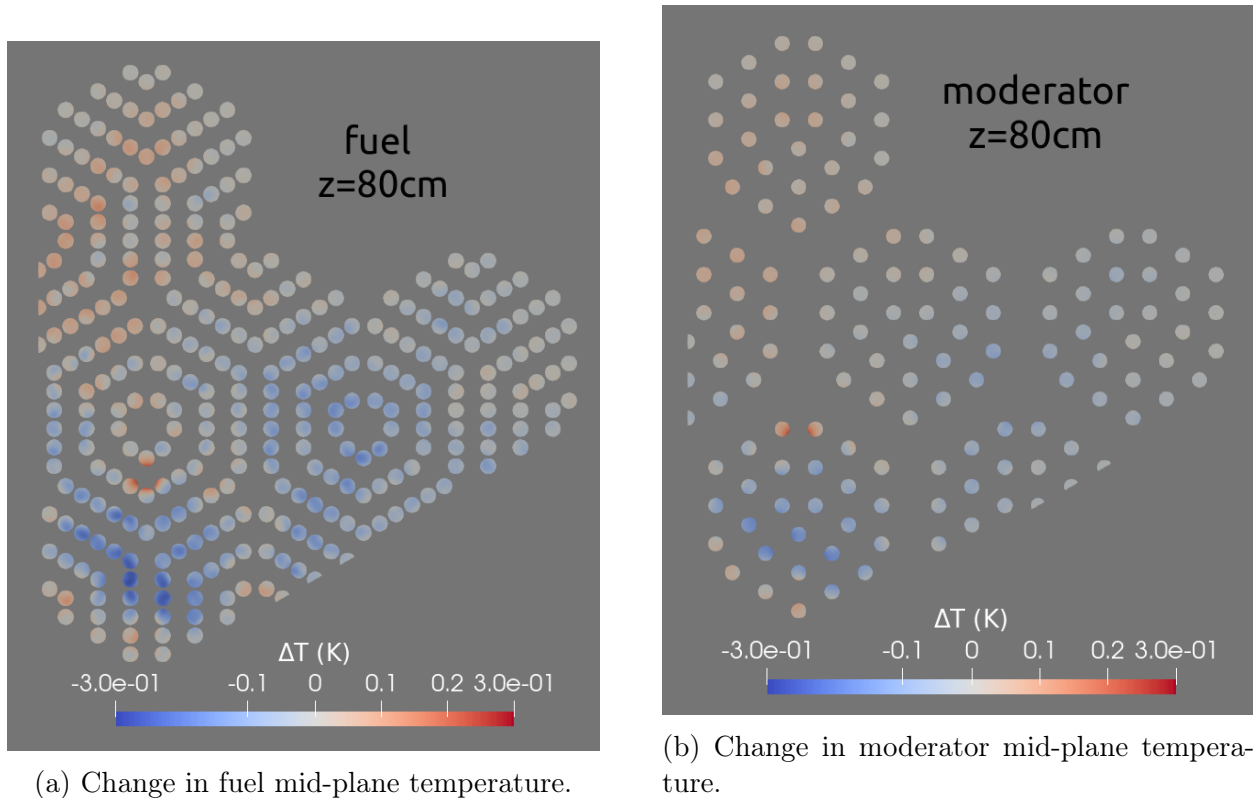 fuel
z=80cm
ΔT (K)
-3.0e-01 -0.1 0 0.1 0.2 3.0e-01
(a) Change in fuel mid-plane temperature.
moderator
z=80cm
ΔT (K)
-3.0e-01 -0.1 0 0.1 0.2 3.0e-01
(b) Change in moderator mid-plane tempera-
ture.